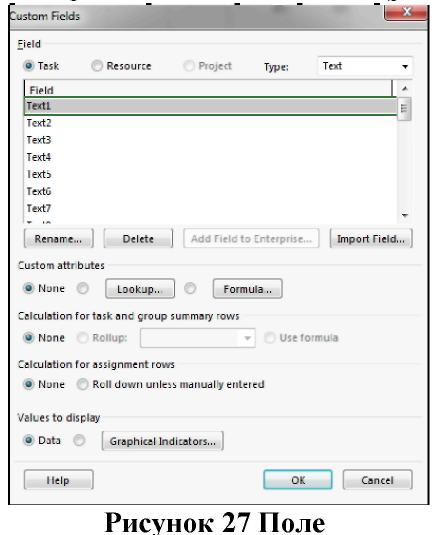 Custom Fields
Field
Task Resource Project Type: Text
Field
Text1
Text2
Text3
Text4
Text5
Text6
Text7
Rename... Delete Add Field to Enterprise... Import Field...
Custom attributes
None Lookup... Formula...
Calculation for task and group summary rows
None Rollup: Use formula
Calculation for assignment rows
None Roll down unless manually entered
Values to display
Data Graphical Indicators...
Help OK Cancel
Рисунок 27 Поле